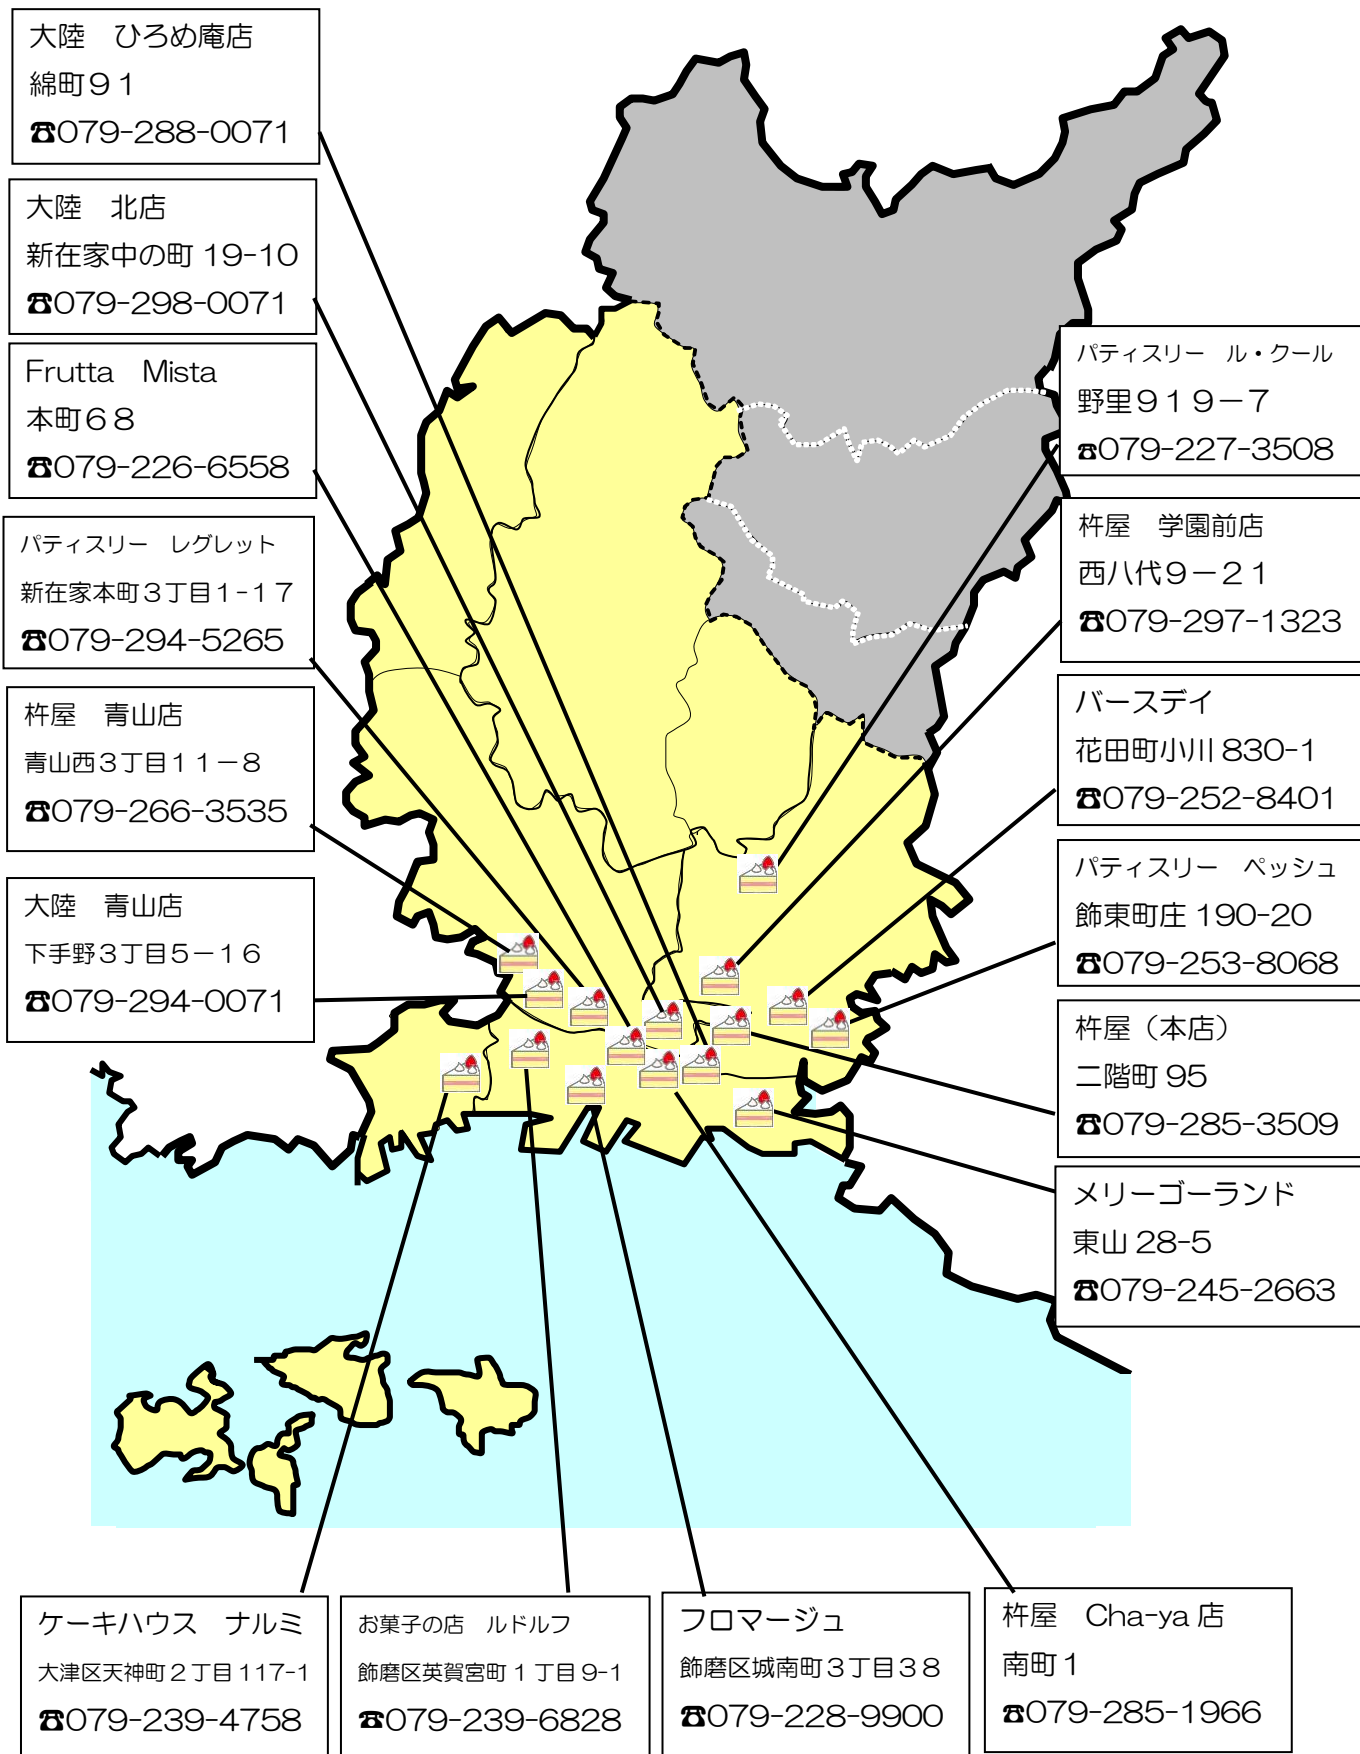 大陸　ひろめ庵店
綿町９１
☎079-288-0071
大陸　北店
新在家中の町 19-10
☎079-298-0071
Frutta　Mista
本町６８
☎079-226-6558
パティスリー　レグレット
新在家本町３丁目１-１７
☎079-294-5265
杵屋　青山店
青山西３丁目１１－８
☎079-266-3535
大陸　青山店
下手野３丁目５－１６
☎079-294-0071
パティスリー　ル・クール
野里９１９－７
☎079-227-3508
杵屋　学園前店
西八代９－２１
☎079-297-1323
バースデイ
花田町小川 830-1
☎079-252-8401
パティスリー　ペッシュ
飾東町庄 190-20
☎079-253-8068
杵屋（本店）
二階町 95
☎079-285-3509
メリーゴーランド
東山 28-5
☎079-245-2663
ケーキハウス　ナルミ
大津区天神町２丁目 117-1
☎079-239-4758
お菓子の店　ルドルフ
飾磨区英賀宮町１丁目 9-1
☎079-239-6828
フロマージュ
飾磨区城南町３丁目３８
☎079-228-9900
杵屋　Cha-ya 店
南町１
☎079-285-1966